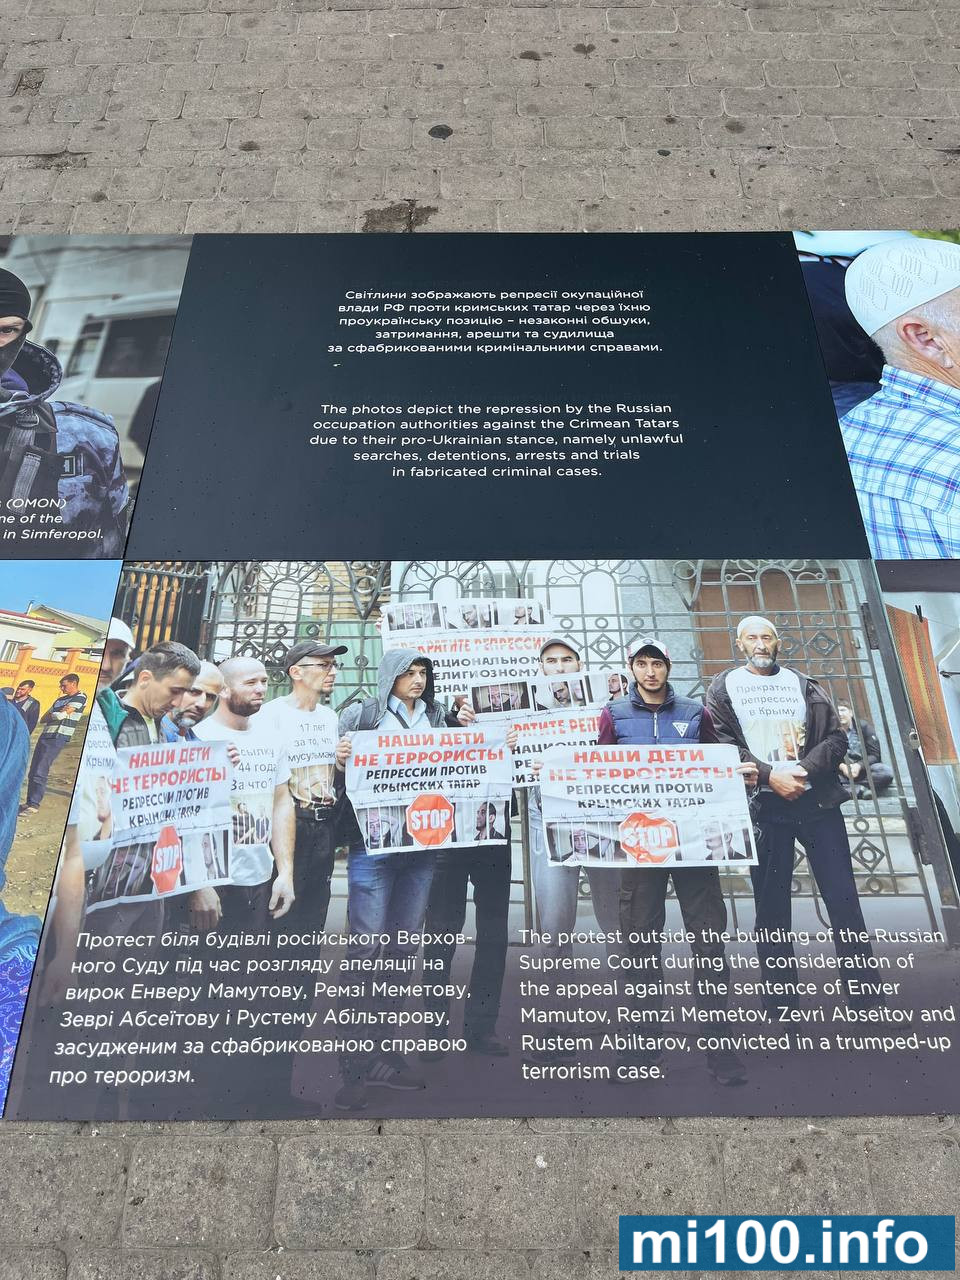 Світлини зображають репресії окупаційної
влади РФ проти кримських татар через їхню
проукраїнську позицію – незаконні обшуки,
затримання, арешти та судилища
за сфабрикованими кримінальними справами.
The photos depict the repression by the Russian
occupation authorities against the Crimean Tatars
due to their pro-Ukrainian stance, namely unlawful
searches, detentions, arrests and trials
in fabricated criminal cases.
(OMON)
of the
in Simferopol.
РЕПРЕССИИ
НАЦИОНАЛЬНОМ
Прекратите
репрессии
в Крыму
17 лет
за то, что
44 года
За что?
НАШИ ДЕТИ
НЕ ТЕРРОРИСТЫ
РЕПРЕССИИ ПРОТИВ
КРЫМСКИХ ТАТАР
STOP
НАШИ ДЕТИ
НЕ ТЕРРОРИСТЫ
РЕПРЕССИИ ПРОТИВ
КРЫМСКИХ ТАТАР
STOP
НАШИ ДЕТИ
НЕ ТЕРРОРИСТЫ
РЕПРЕССИИ ПРОТИВ
КРЫМСКИХ ТАТАР
STOP
Протест біля будівлі російського Верхов-
ного Суду під час розгляду апеляції на
вирок Енверу Мамутову, Ремзі Меметову,
Зеврі Абсеїтову і Рустему Абільтарову,
засудженим за сфабрикованою справою
про тероризм.
The protest outside the building of the Russian
Supreme Court during the consideration of
the appeal against the sentence of Enver
Mamutov, Remzi Memetov, Zevri Abseitov and
Rustem Abiltarov, convicted in a trumped-up
terrorism case.
mi100.info